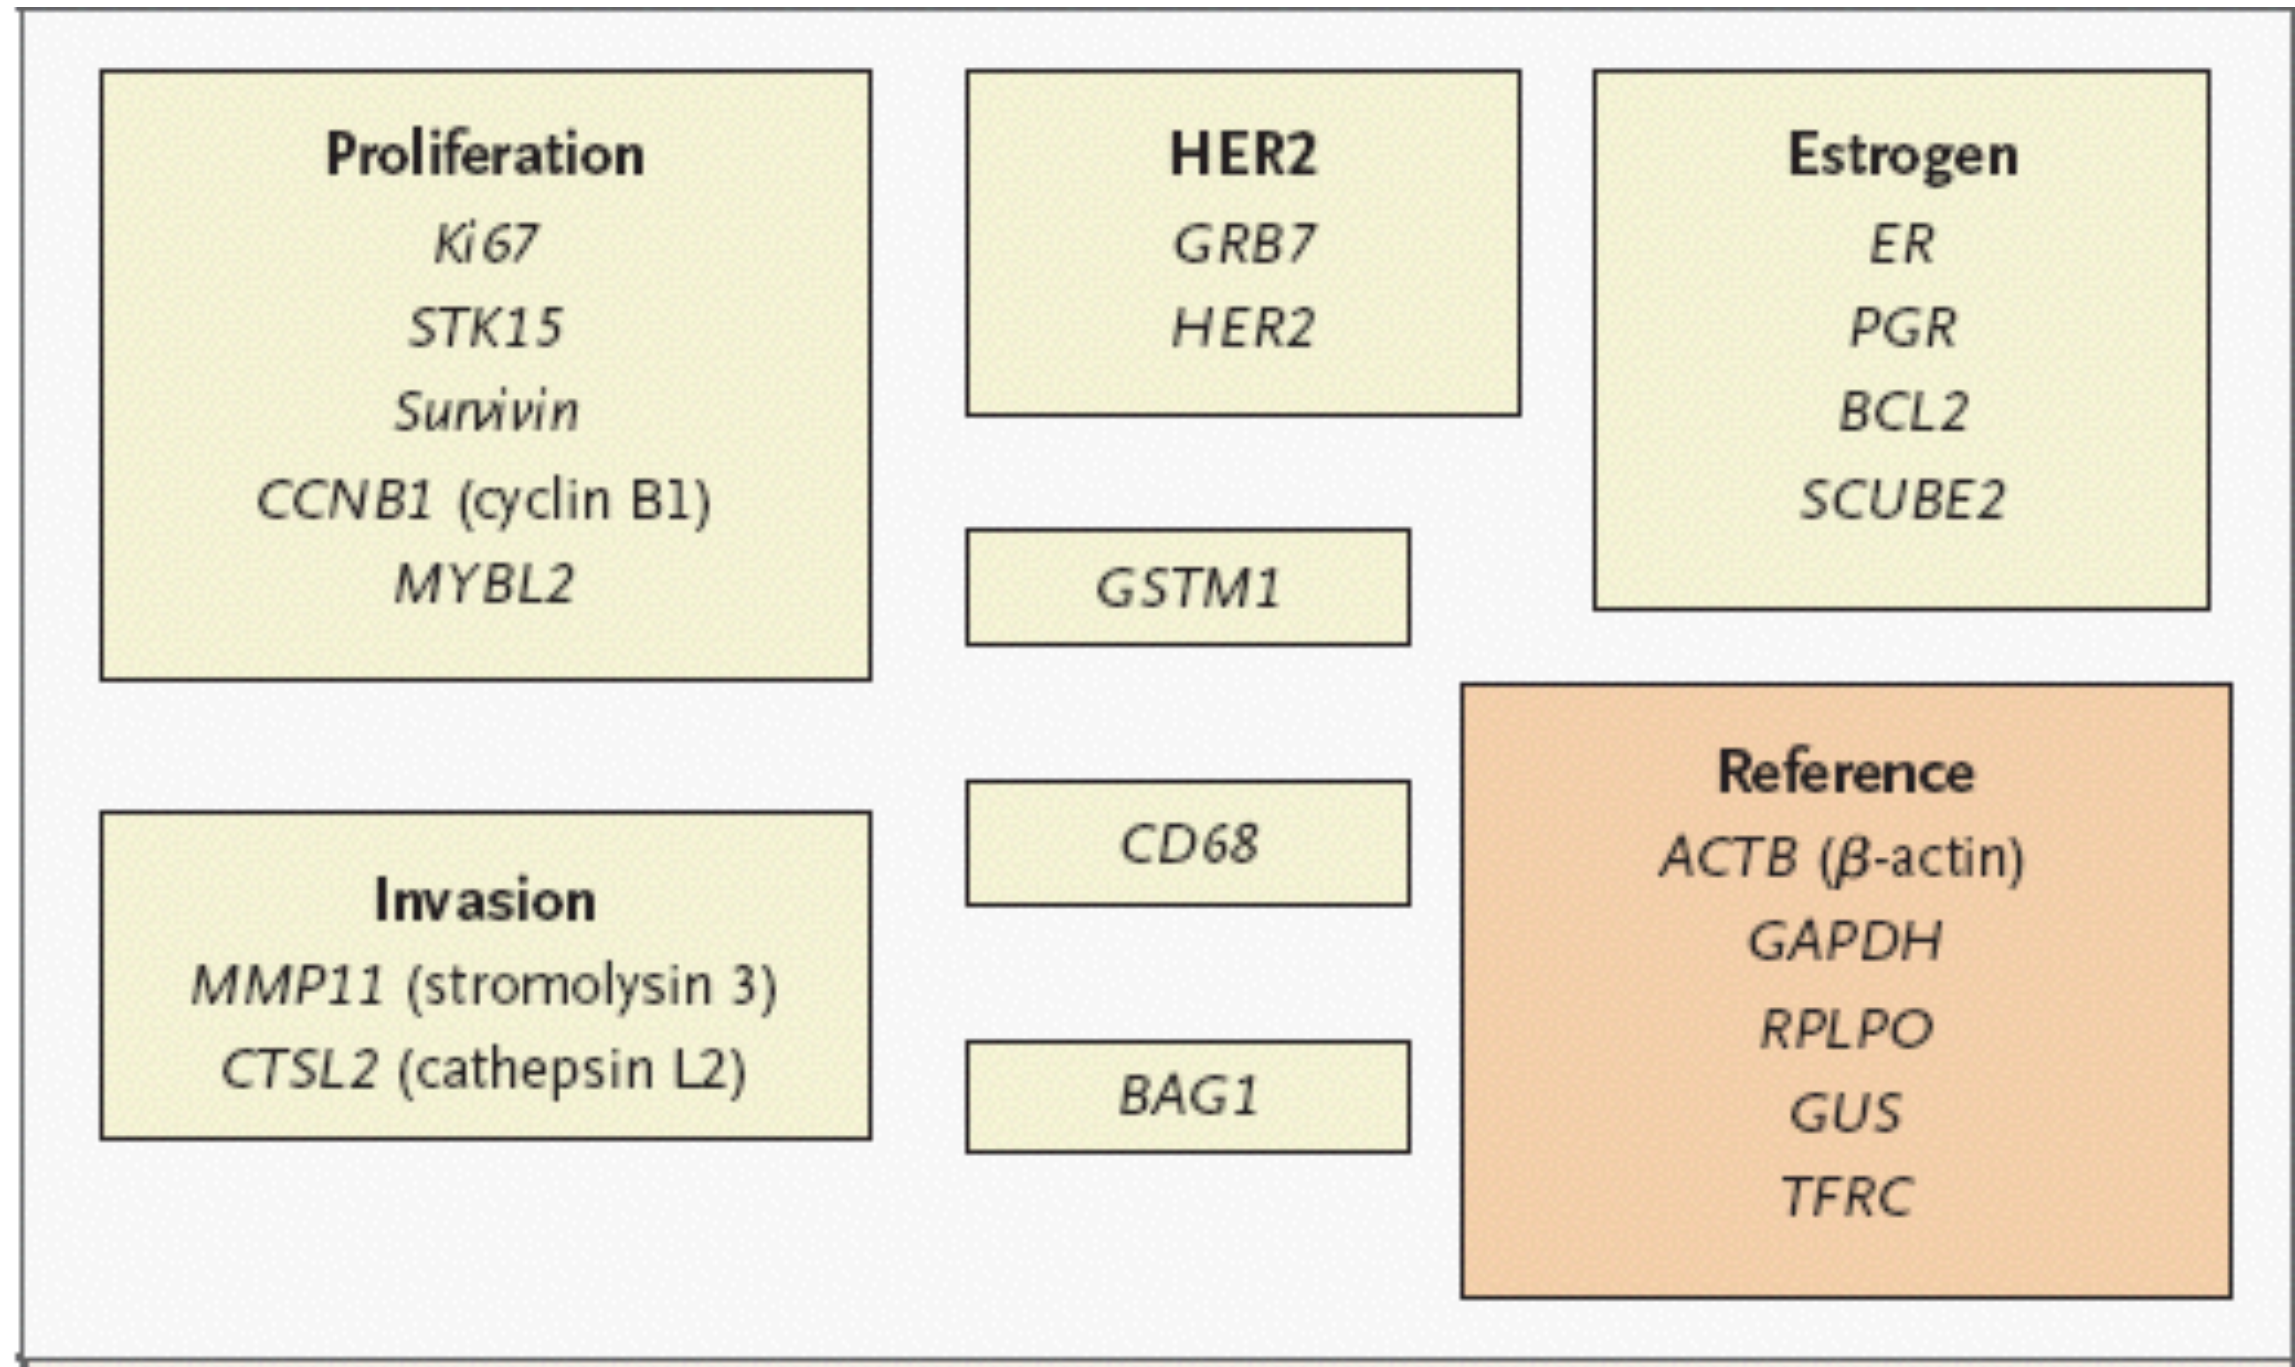 Proliferation
Ki67
STK15
Survivin
CCNB1 (cyclin B1)
MYBL2
HER2
GRB7
HER2
Estrogen
ER
PGR
BCL2
SCUBE2
GSTM1
CD68
BAG1
Invasion
MMP11 (stromolysin 3)
CTSL2 (cathepsin L2)
Reference
ACTB (β-actin)
GAPDH
RPLPO
GUS
TFRC